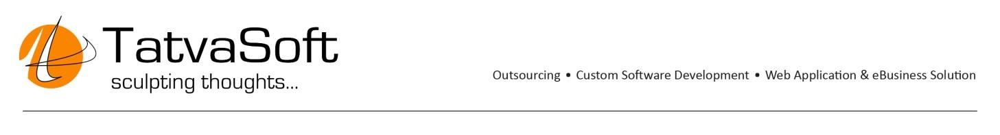 TatvaSoft
sculpting thoughts...
Outsourcing • Custom Software Development • Web Application & eBusiness Solution